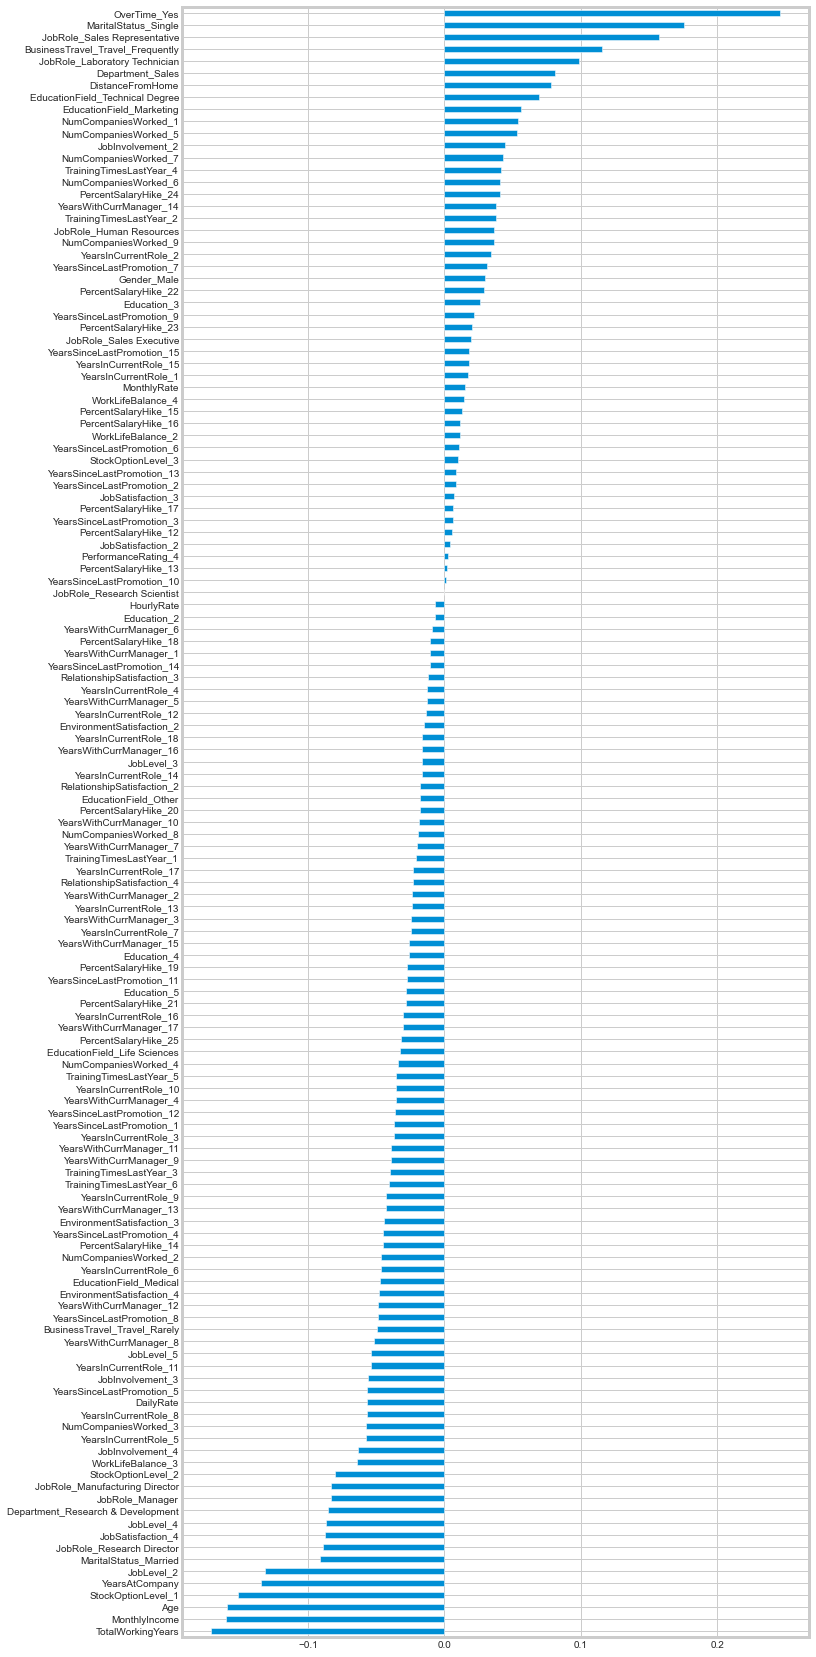 OverTime_Yes
MaritalStatus_Single
JobRole_Sales Representative
BusinessTravel_Travel_Frequently
JobRole_Laboratory Technician
Department_Sales
DistanceFromHome
EducationField_Technical Degree
EducationField_Marketing
NumCompaniesWorked_1
NumCompaniesWorked_5
JobInvolvement_2
NumCompaniesWorked_7
TrainingTimesLastYear_4
NumCompaniesWorked_6
PercentSalaryHike_24
YearsWithCurrManager_14
TrainingTimesLastYear_2
JobRole_Human Resources
NumCompaniesWorked_9
YearsInCurrentRole_2
YearsSinceLastPromotion_7
Gender_Male
PercentSalaryHike_22
Education_3
YearsSinceLastPromotion_9
PercentSalaryHike_23
JobRole_Sales Executive
YearsSinceLastPromotion_15
YearsInCurrentRole_15
YearsInCurrentRole_1
MonthlyRate
WorkLifeBalance_4
PercentSalaryHike_15
PercentSalaryHike_16
WorkLifeBalance_2
YearsSinceLastPromotion_6
StockOptionLevel_3
YearsSinceLastPromotion_13
YearsSinceLastPromotion_2
JobSatisfaction_3
PercentSalaryHike_17
YearsSinceLastPromotion_3
PercentSalaryHike_12
JobSatisfaction_2
PerformanceRating_4
PercentSalaryHike_13
YearsSinceLastPromotion_10
JobRole_Research Scientist
HourlyRate
Education_2
YearsWithCurrManager_6
PercentSalaryHike_18
YearsWithCurrManager_1
YearsSinceLastPromotion_14
RelationshipSatisfaction_3
YearsInCurrentRole_4
YearsWithCurrManager_5
YearsInCurrentRole_12
EnvironmentSatisfaction_2
YearsInCurrentRole_18
YearsWithCurrManager_16
JobLevel_3
YearsInCurrentRole_14
RelationshipSatisfaction_2
EducationField_Other
PercentSalaryHike_20
YearsWithCurrManager_10
NumCompaniesWorked_8
YearsWithCurrManager_7
TrainingTimesLastYear_1
YearsInCurrentRole_17
RelationshipSatisfaction_4
YearsWithCurrManager_2
YearsInCurrentRole_13
YearsWithCurrManager_3
YearsInCurrentRole_7
YearsWithCurrManager_15
Education_4
PercentSalaryHike_19
YearsSinceLastPromotion_11
Education_5
PercentSalaryHike_21
YearsInCurrentRole_16
YearsWithCurrManager_17
PercentSalaryHike_25
EducationField_Life Sciences
NumCompaniesWorked_4
TrainingTimesLastYear_5
YearsInCurrentRole_10
YearsWithCurrManager_4
YearsSinceLastPromotion_12
YearsSinceLastPromotion_1
YearsInCurrentRole_3
YearsWithCurrManager_11
YearsWithCurrManager_9
TrainingTimesLastYear_3
TrainingTimesLastYear_6
YearsInCurrentRole_9
YearsWithCurrManager_13
EnvironmentSatisfaction_3
YearsSinceLastPromotion_4
PercentSalaryHike_14
NumCompaniesWorked_2
YearsInCurrentRole_6
EducationField_Medical
EnvironmentSatisfaction_4
YearsWithCurrManager_12
YearsSinceLastPromotion_8
BusinessTravel_Travel_Rarely
YearsWithCurrManager_8
JobLevel_5
YearsInCurrentRole_11
JobInvolvement_3
YearsSinceLastPromotion_5
DailyRate
YearsInCurrentRole_8
NumCompaniesWorked_3
YearsInCurrentRole_5
JobInvolvement_4
WorkLifeBalance_3
StockOptionLevel_2
JobRole_Manufacturing Director
JobRole_Manager
Department_Research & Development
JobLevel_4
JobSatisfaction_4
JobRole_Research Director
MaritalStatus_Married
JobLevel_2
YearsAtCompany
StockOptionLevel_1
Age
MonthlyIncome
TotalWorkingYears
−0.1 0.0 0.1 0.2